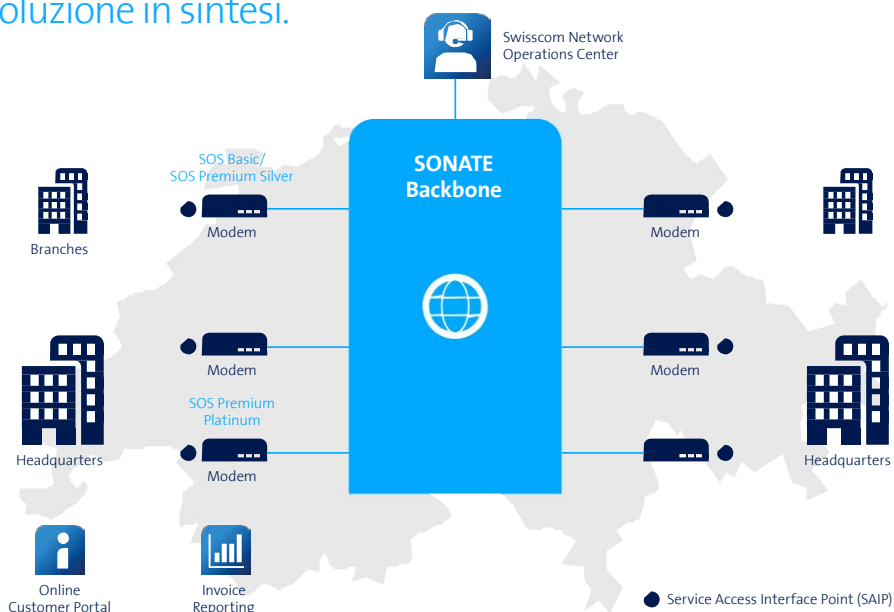 oluzione in sintesi.
Swisscom Network
Operations Center
SOS Basic/
SOS Premium Silver
SONATE
Backbone
Modem
Modem
Branches
Modem
Modem
SOS Premium
Platinum
Headquarters
Modem
Headquarters
Online
Customer Portal
Invoice
Reporting
Service Access Interface Point (SAIP)